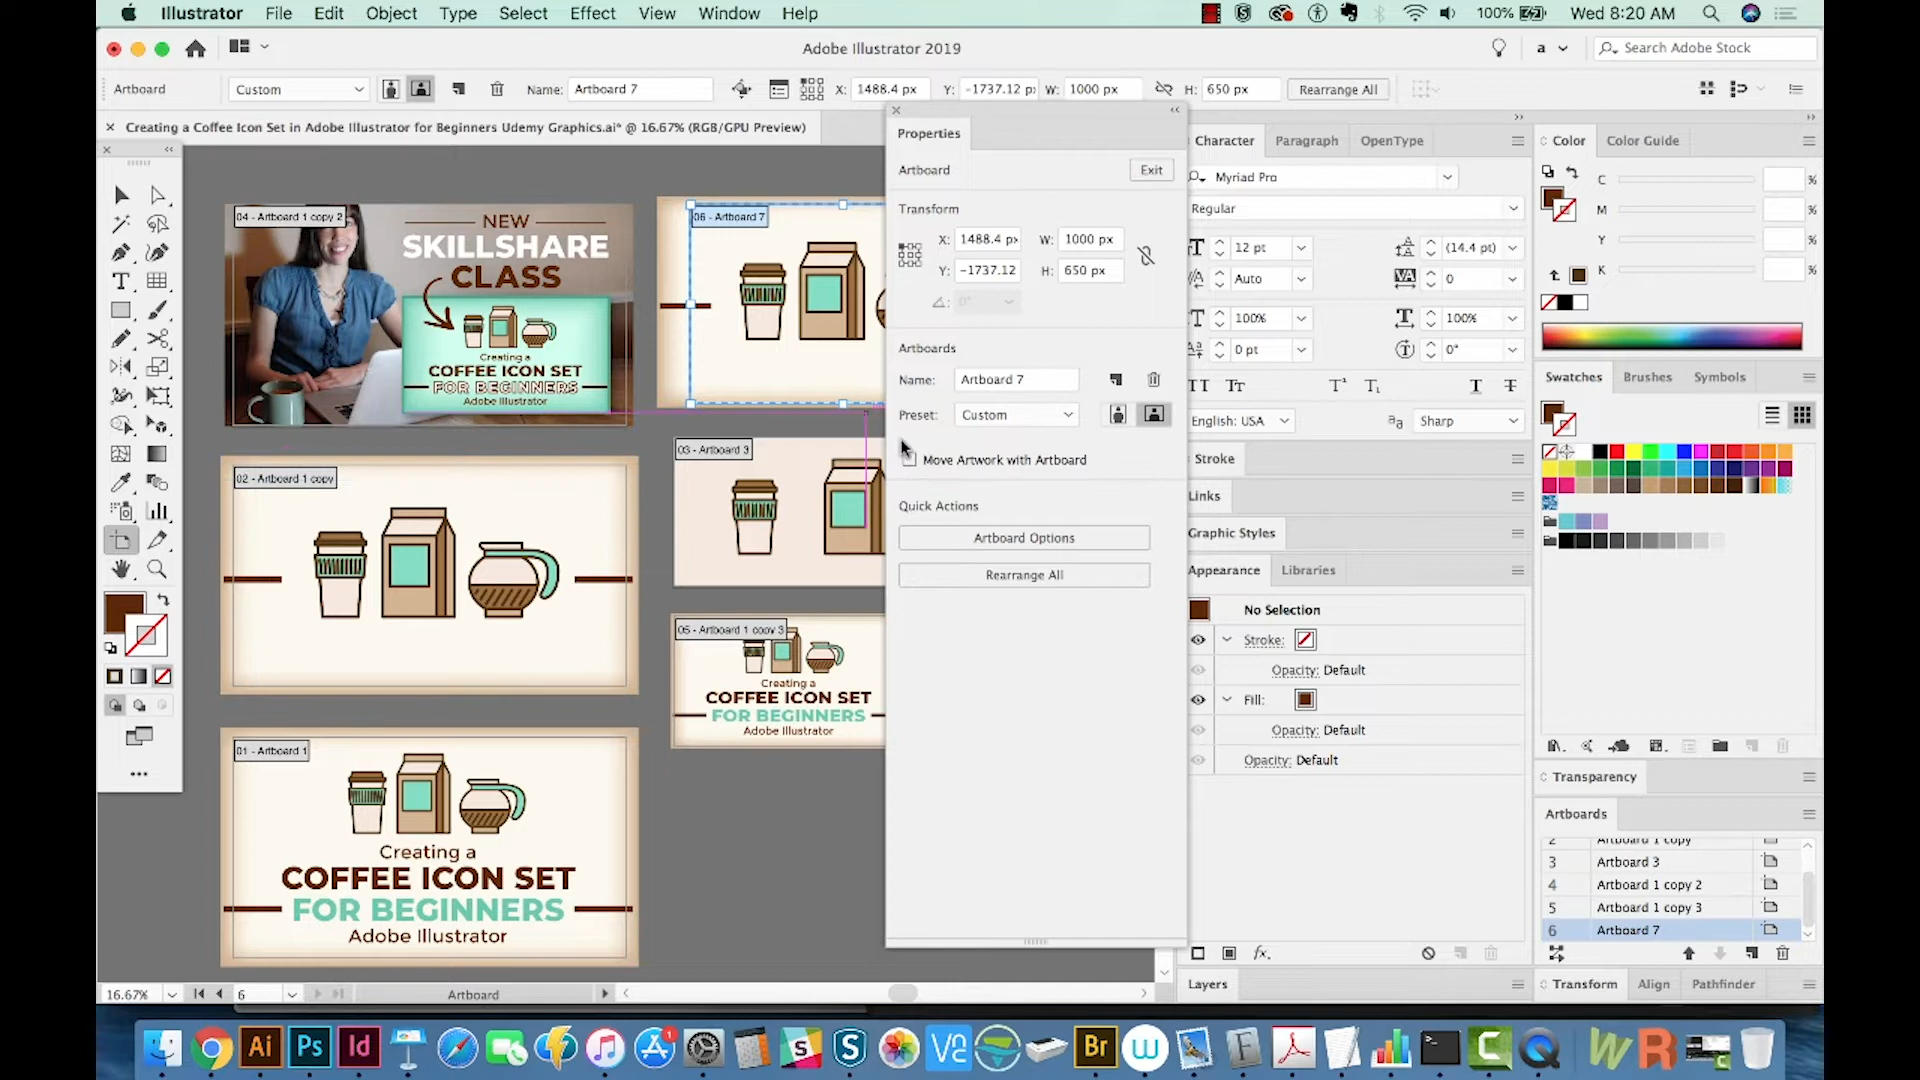 Illustrator File Edit Object Type Select Effect View Window Help
100% Wed 8:20 AM
Adobe Illustrator 2019
a
Search Adobe Stock
Artboard Custom Name: Artboard 7 X: 1488.4 px Y: -1737.12 p W: 1000 px H: 650 px Rearrange All
Creating a Coffee Icon Set in Adobe Illustrator for Beginners Udemy Graphics.ai* @ 16.67% (RGB/GPU Preview)
04 - Artboard 1 copy 2
NEW
SKILLSHARE
CLASS
Creating a
COFFEE ICON SET
FOR BEGINNERS
Adobe Illustrator
06 - Artboard 7
02 - Artboard 1 copy
03 - Artboard 3
05 - Artboard 1 copy 3
Creating a
COFFEE ICON SET
FOR BEGINNERS
Adobe Illustrator
01 - Artboard 1
Creating a
COFFEE ICON SET
FOR BEGINNERS
Adobe Illustrator
16.67% 6 Artboard
Properties
Artboard Exit
Transform
X: 1488.4 px W: 1000 px
Y: -1737.12 H: 650 px
0°
Artboards
Name: Artboard 7
Preset: Custom
Move Artwork with Artboard
Quick Actions
Artboard Options
Rearrange All
Character Paragraph OpenType
Myriad Pro
Regular
12 pt (14.4 pt)
Auto 0
100% 100%
0 pt 0°
English: USA Sharp
Stroke
Links
Graphic Styles
Appearance Libraries
No Selection
Stroke:
Opacity: Default
Fill:
Opacity: Default
Opacity: Default
fx.
Layers
Color Color Guide
C %
M %
Y %
K %
Swatches Brushes Symbols
Transparency
Artboards
2 Artboard 1 copy
3 Artboard 3
4 Artboard 1 copy 2
5 Artboard 1 copy 3
6 Artboard 7
Transform Align Pathfinder
Ai Ps Id 1 S S Br W F C Q W R